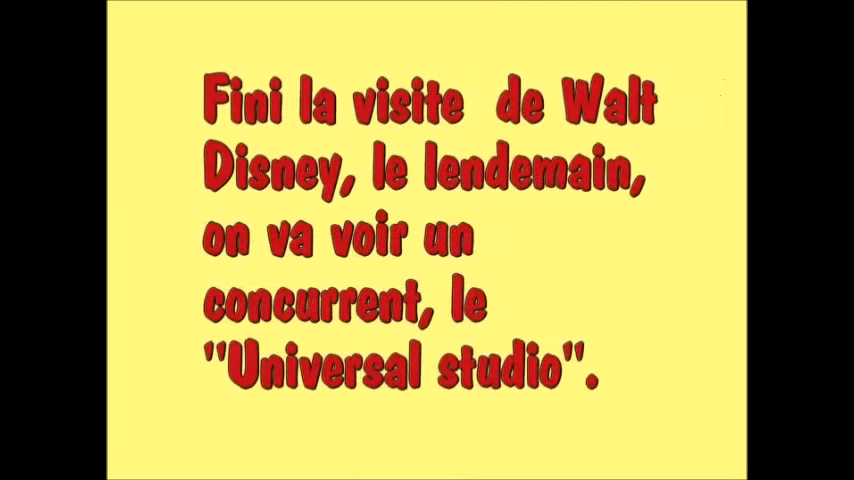 Fini la visite de Walt
Disney, le lendemain,
on va voir un
concurrent, le
"Universal studio".